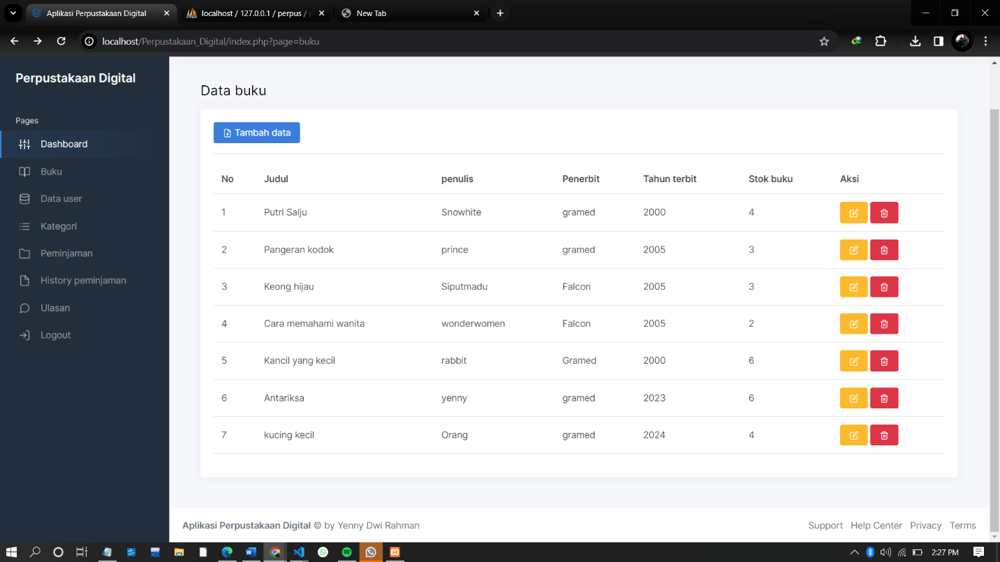 Aplikasi Perpustakaan Digital
localhost / 127.0.0.1 / perpus /
New Tab
localhost/Perpustakaan_Digital/index.php?page=buku
Perpustakaan Digital
Pages
Dashboard
Buku
Data user
Kategori
Peminjaman
History peminjaman
Ulasan
Logout
Data buku
Tambah data
No Judul penulis Penerbit Tahun terbit Stok buku Aksi
1 Putri Salju Snowhite gramed 2000 4
2 Pangeran kodok prince gramed 2005 3
3 Keong hijau Siputmadu Falcon 2005 3
4 Cara memahami wanita wonderwomen Falcon 2005 2
5 Kancil yang kecil rabbit Gramed 2000 6
6 Antariksa yenny gramed 2023 6
7 kucing kecil Orang gramed 2024 4
Aplikasi Perpustakaan Digital © by Yenny Dwi Rahman
Support Help Center Privacy Terms
2:27 PM